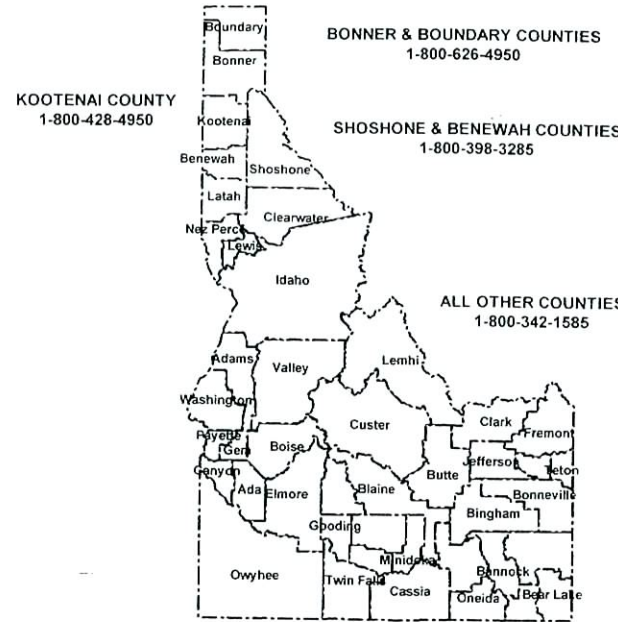 Boundary
BONNER & BOUNDARY COUNTIES
1-800-626-4950
Bonner
KOOTENAI COUNTY
1-800-428-4950
Kootenai
SHOSHONE & BENEWAH COUNTIES
1-800-398-3285
Benewah
Shoshone
Latah
Clearwater
Nez Perce
Lewis
Idaho
ALL OTHER COUNTIES
1-800-342-1585
Adams
Valley
Lemhi
Washington
Custer
Clark
Fremont
Payette
Gem
Boise
Butte
Jefferson
Teton
Canyon
Ada
Elmore
Blaine
Bonneville
Bingham
Gooding
Minidoka
Bannock
Owyhee
Twin Falls
Cassia
Oneida
Bear Lake